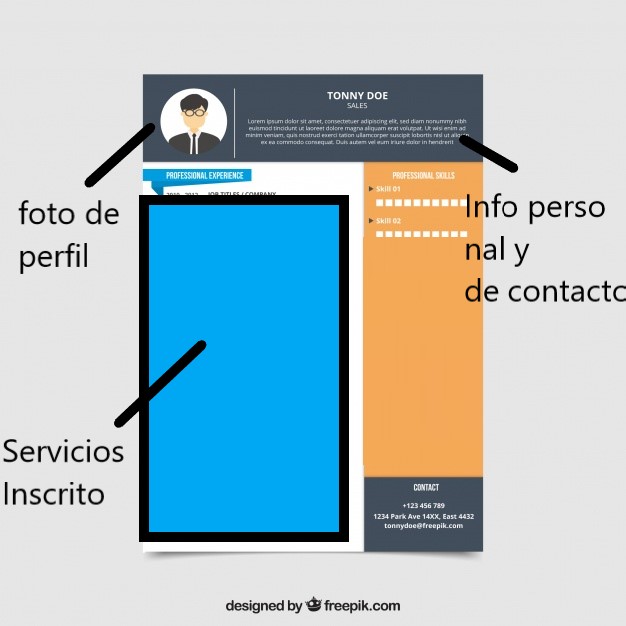 TONNY DOE
SALES
Lorem ipsum dolor sit amet, consectetuer adipiscing elit, sed diam nonummy nibh
euismod tincidunt ut laoreet dolore magna aliquam erat volutpat. Ut wisi enim ad
minim veniam, quis nostrud exerci tation ullamcorper suscipit lobortis nisl ut
ex ea commodo consequat. Duis autem vel eum iriure dolor in hendrerit
PROFESSIONAL EXPERIENCE
2010 - 2012 JOB TITLES / COMPANY
PROFESSIONAL SKILLS
Skill 01
Skill 02
foto de
perfil
Info perso
nal y
de contacto
Servicios
Inscrito
CONTACT
+123 456 789
1234 Park Ave 14XX, East 4432
tonnydoe@freepik.com
designed by freepik.com